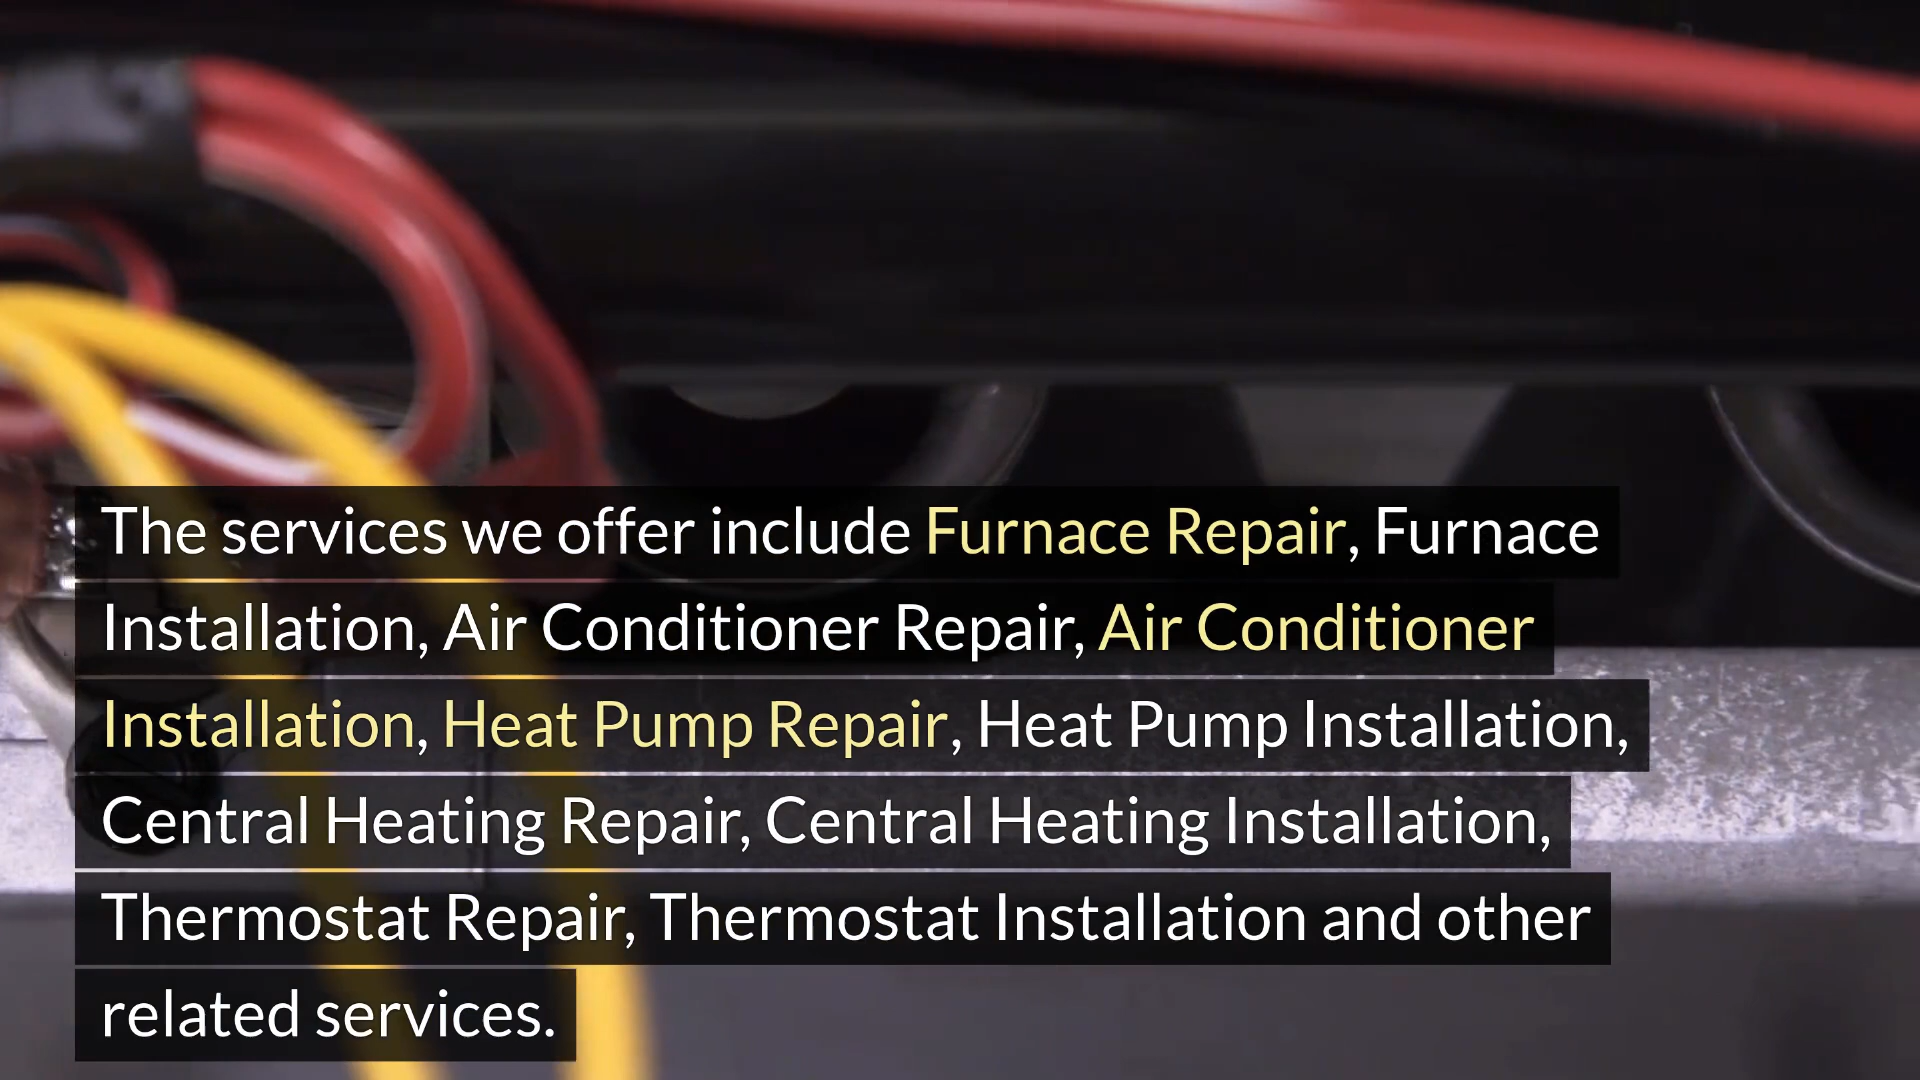 The services we offer include Furnace Repair, Furnace
Installation, Air Conditioner Repair, Air Conditioner
Installation, Heat Pump Repair, Heat Pump Installation,
Central Heating Repair, Central Heating Installation,
Thermostat Repair, Thermostat Installation and other
related services.